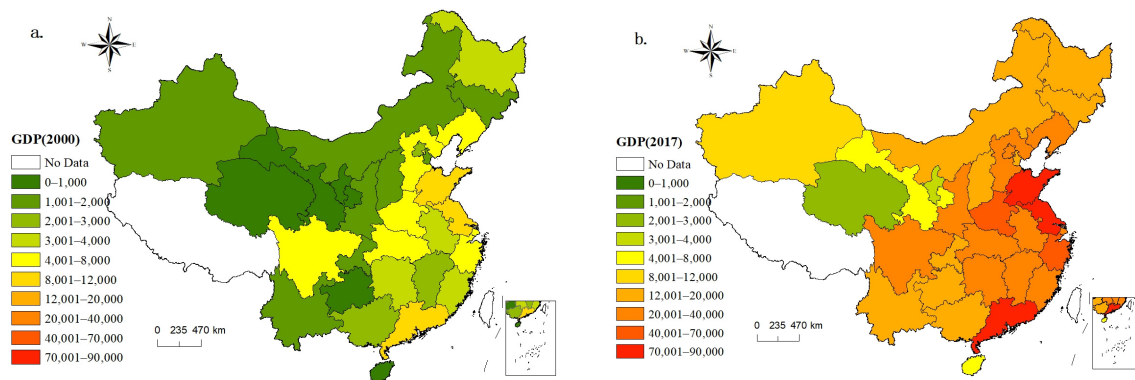 a.
N
W
E
S
GDP(2000)
No Data
0–1,000
1,001–2,000
2,001–3,000
3,001–4,000
4,001–8,000
8,001–12,000
12,001–20,000
20,001–40,000
40,001–70,000
70,001–90,000
0 235 470 km
b.
N
W
E
S
GDP(2017)
No Data
0–1,000
1,001–2,000
2,001–3,000
3,001–4,000
4,001–8,000
8,001–12,000
12,001–20,000
20,001–40,000
40,001–70,000
70,001–90,000
0 235 470 km